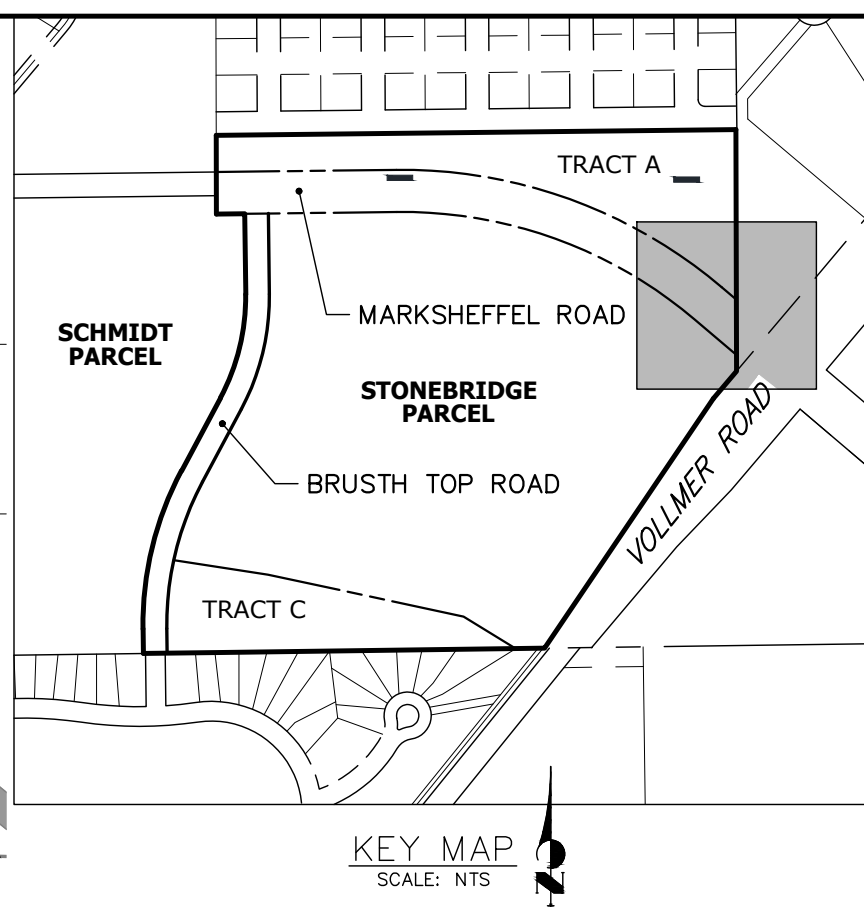 TRACT A
MARKSHEFFEL ROAD
SCHMIDT
PARCEL
STONEBRIDGE
PARCEL
BRUSTH TOP ROAD
VOLLMER ROAD
TRACT C
KEY MAP
SCALE: NTS
N